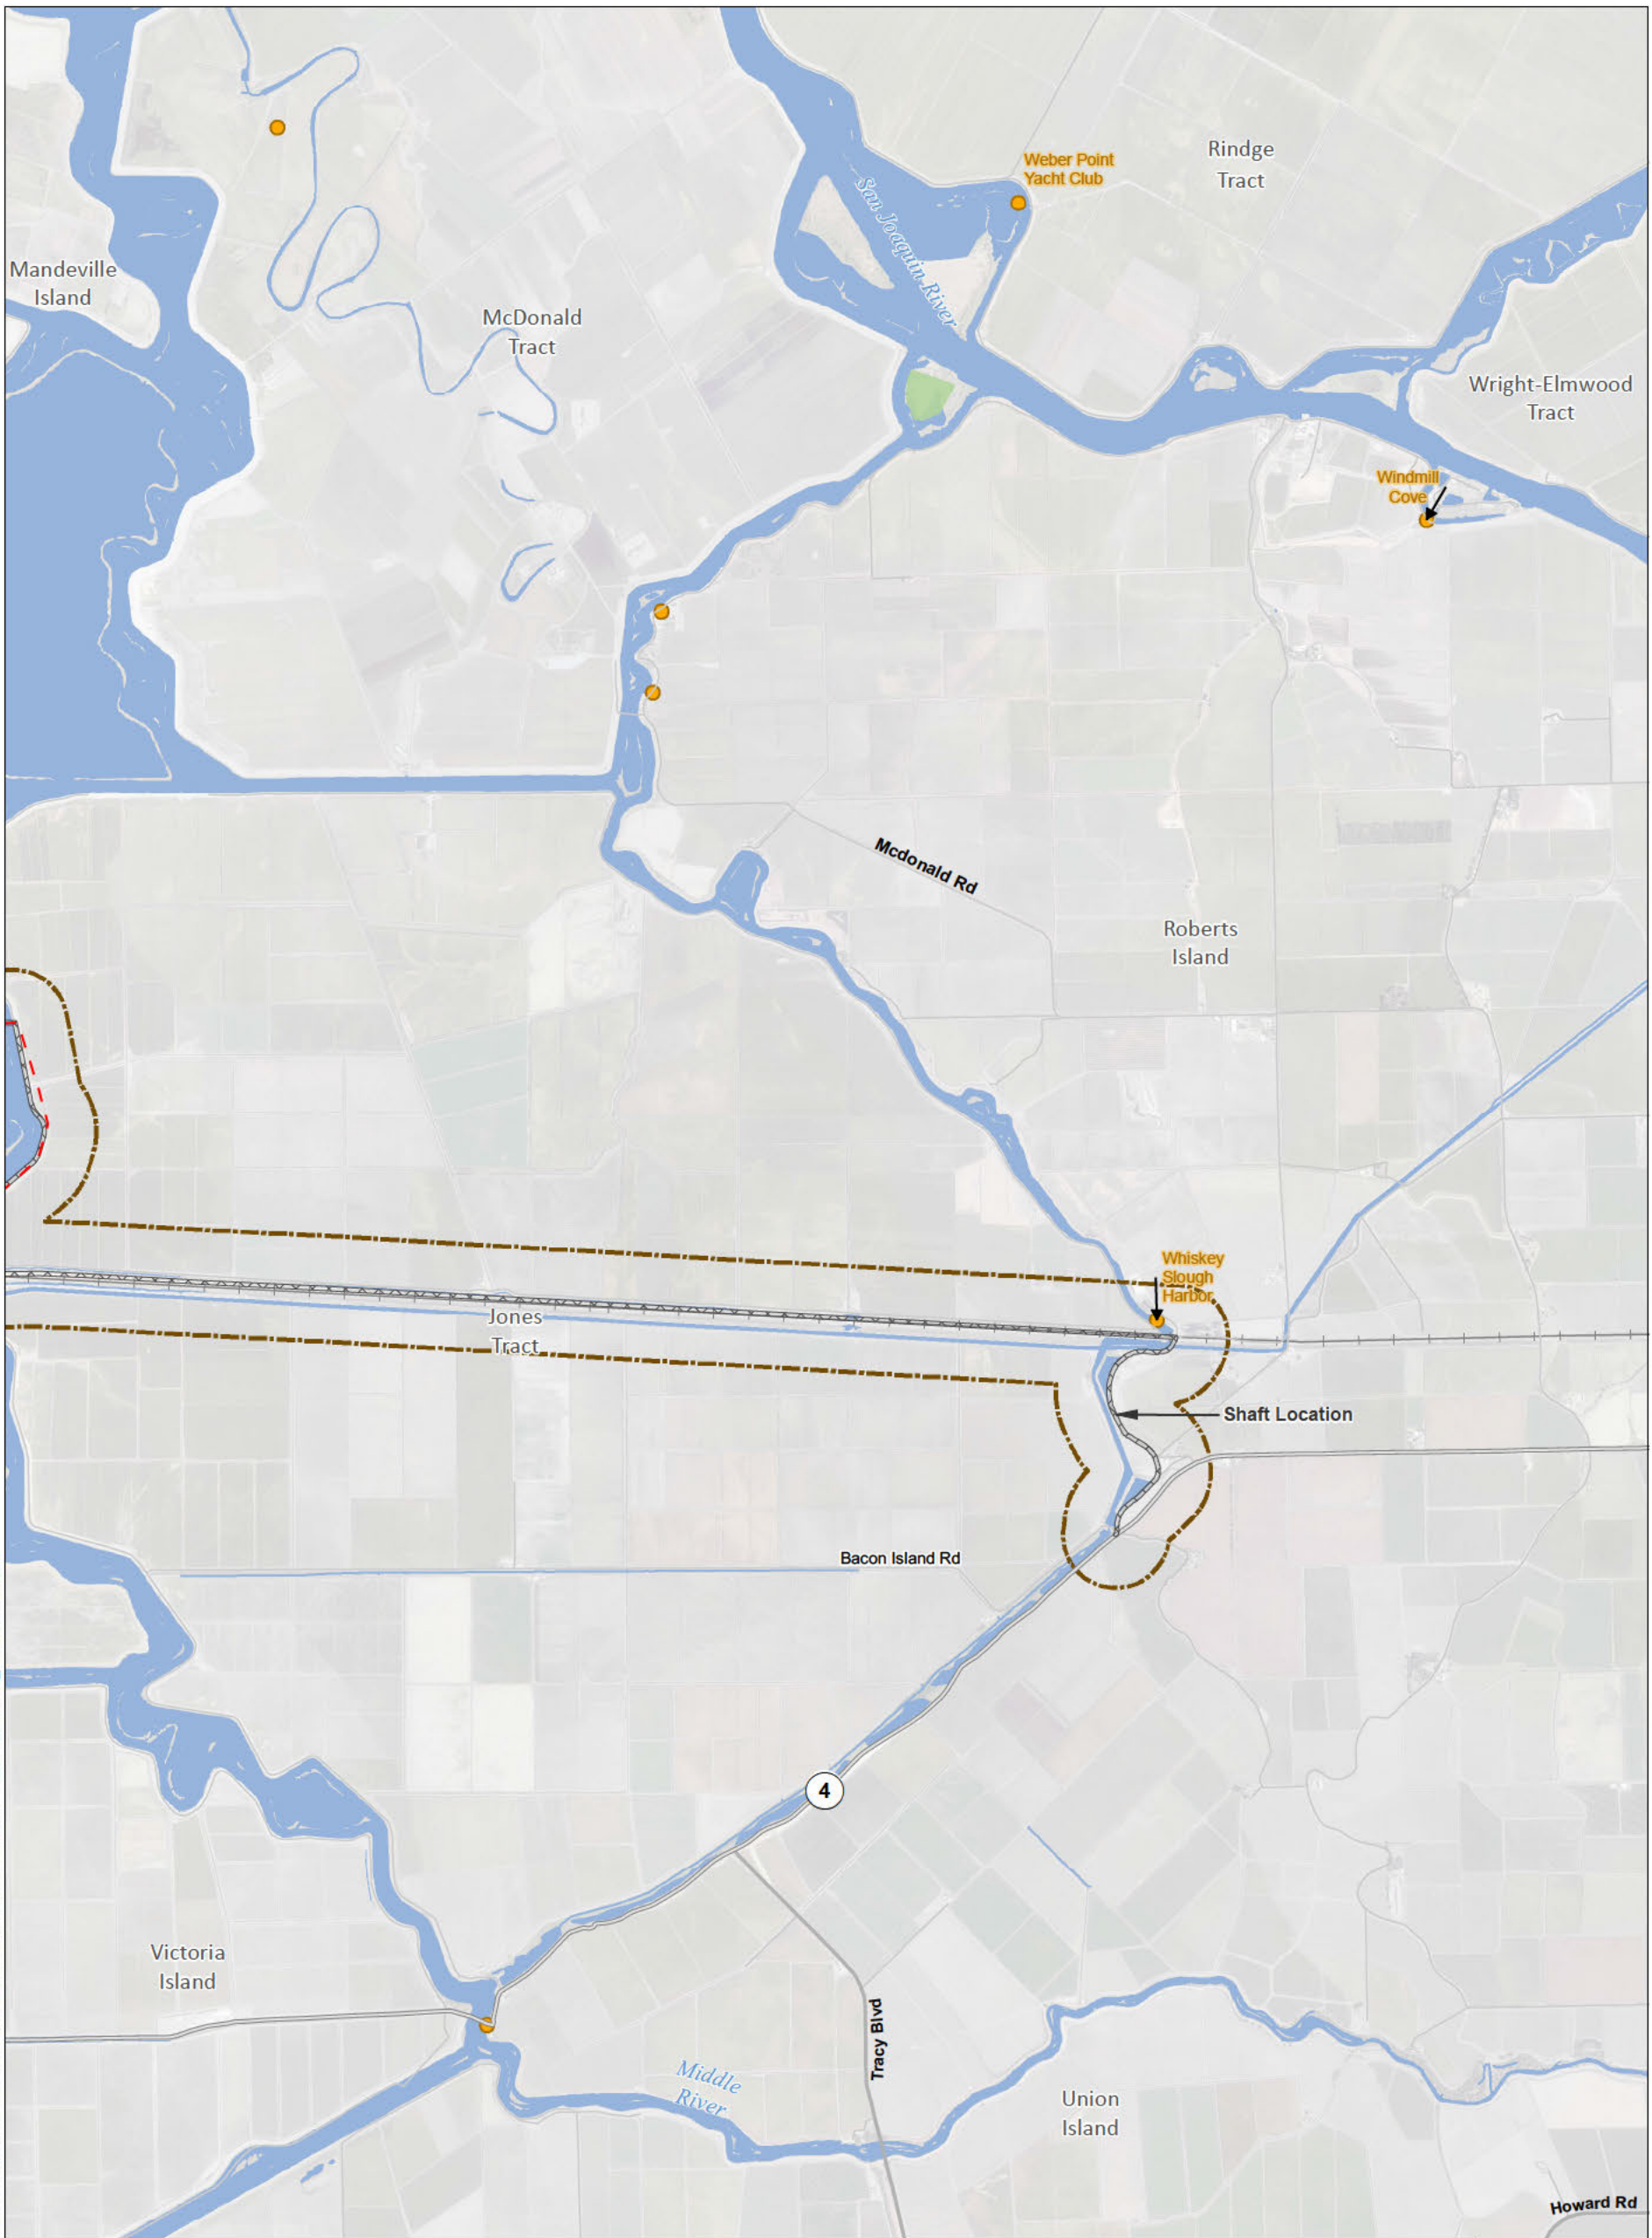 Rindge
Tract
Weber Point
Yacht Club
San Joaquin River
Mandeville
Island
McDonald
Tract
Wright-Elmwood
Tract
Windmill
Cove
Mcdonald Rd
Roberts
Island
Whiskey
Slough
Harbor
Jones
Tract
Shaft Location
Bacon Island Rd
4
Victoria
Island
Tracy Blvd
Middle
River
Union
Island
Howard Rd